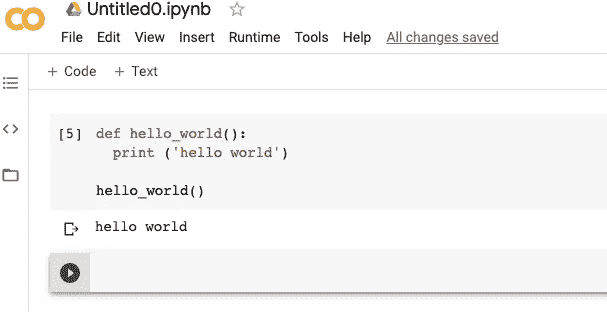 Untitled0.ipynb
File Edit View Insert Runtime Tools Help All changes saved
+ Code + Text
[5] def hello_world():
  print ('hello world')
hello_world()
hello world